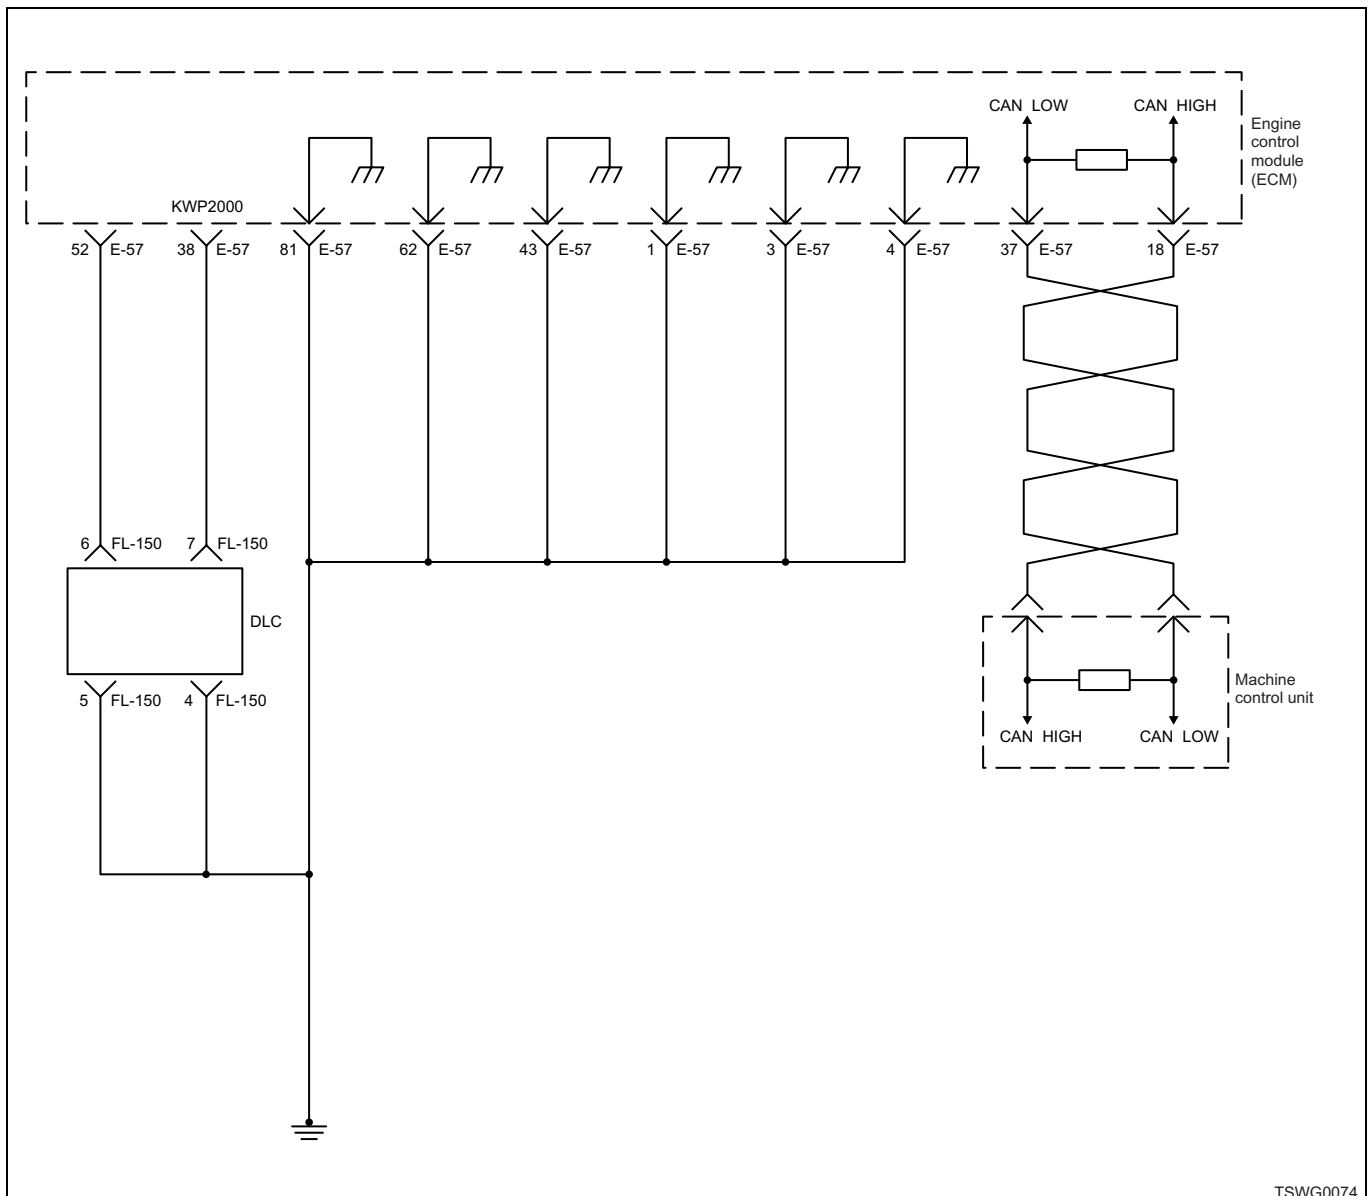 CAN LOW CAN HIGH
Engine
control
module
(ECM)
KWP2000
52 E-57 38 E-57 81 E-57 62 E-57 43 E-57 1 E-57 3 E-57 4 E-57 37 E-57 18 E-57
6 FL-150 7 FL-150
DLC
5 FL-150 4 FL-150
Machine
control unit
CAN HIGH CAN LOW
TSWG0074